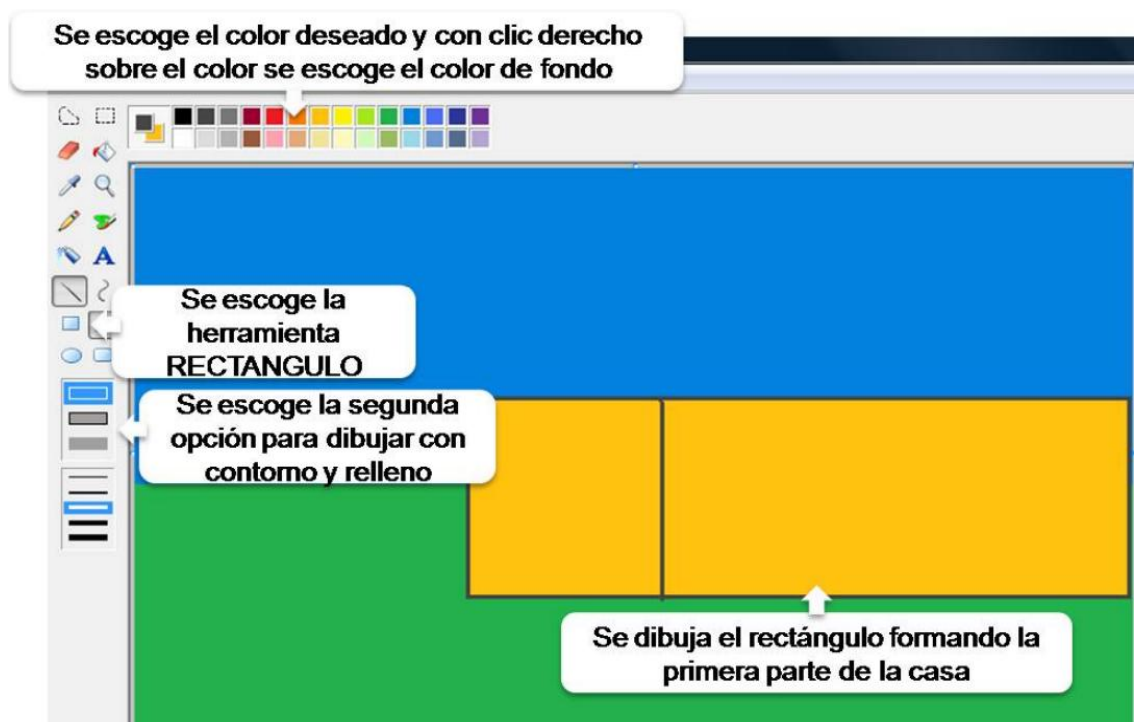 Se escoge el color deseado y con clic derecho
sobre el color se escoge el color de fondo
A
Se escoge la
herramienta
RECTANGULO
Se escoge la segunda
opción para dibujar con
contorno y relleno
Se dibuja el rectángulo formando la
primera parte de la casa